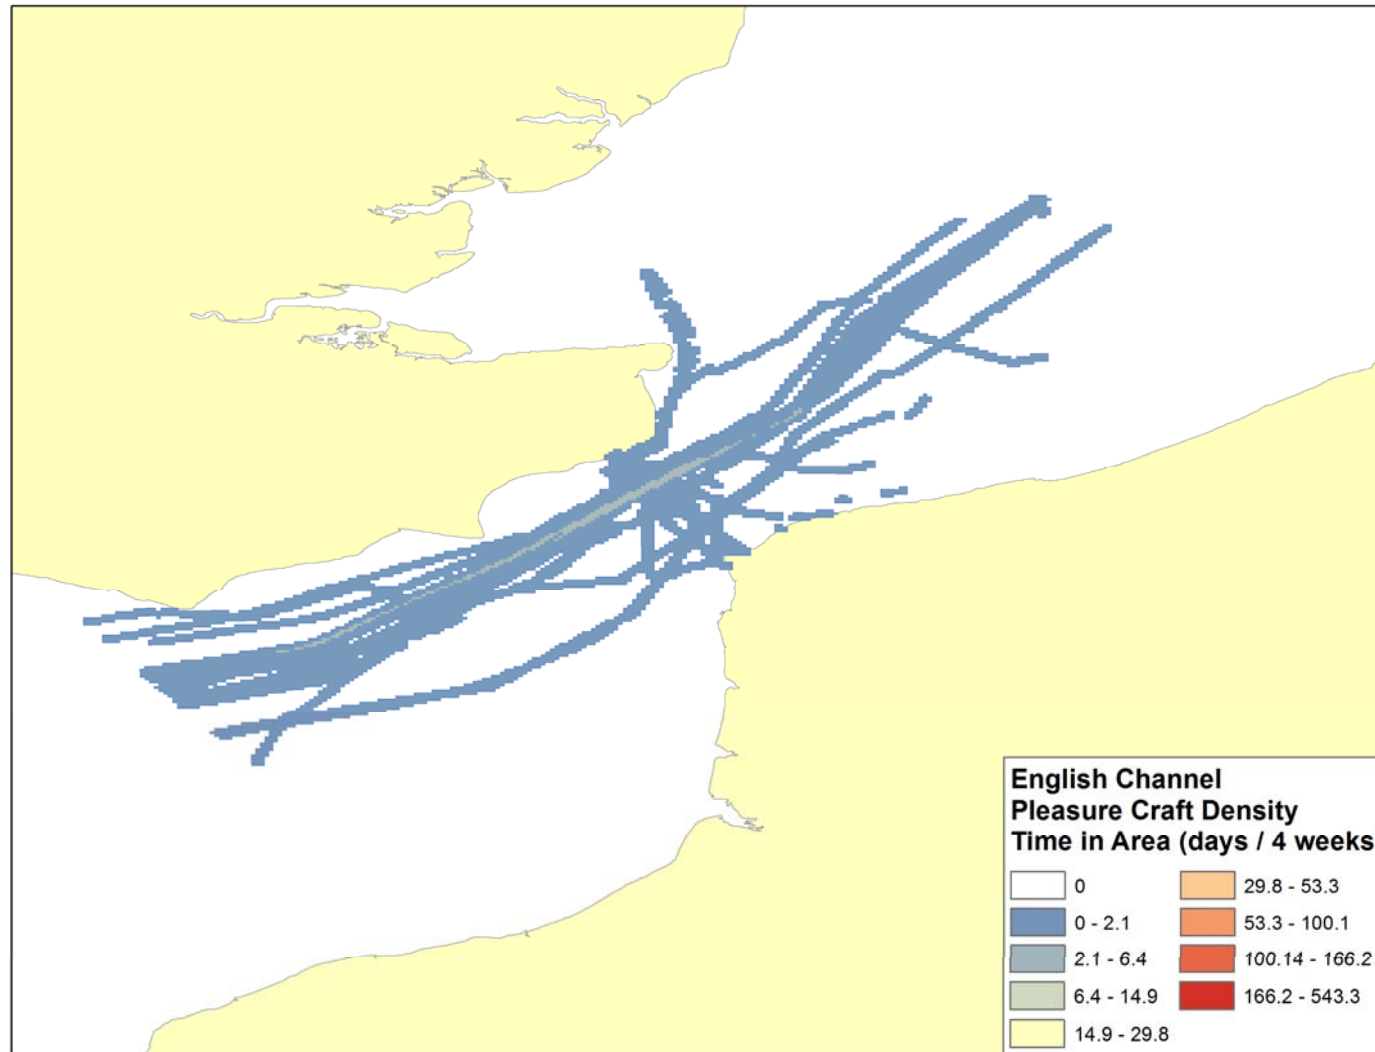 English Channel
Pleasure Craft Density
Time in Area (days / 4 weeks
0
0 - 2.1
2.1 - 6.4
6.4 - 14.9
14.9 - 29.8
29.8 - 53.3
53.3 - 100.1
100.14 - 166.2
166.2 - 543.3